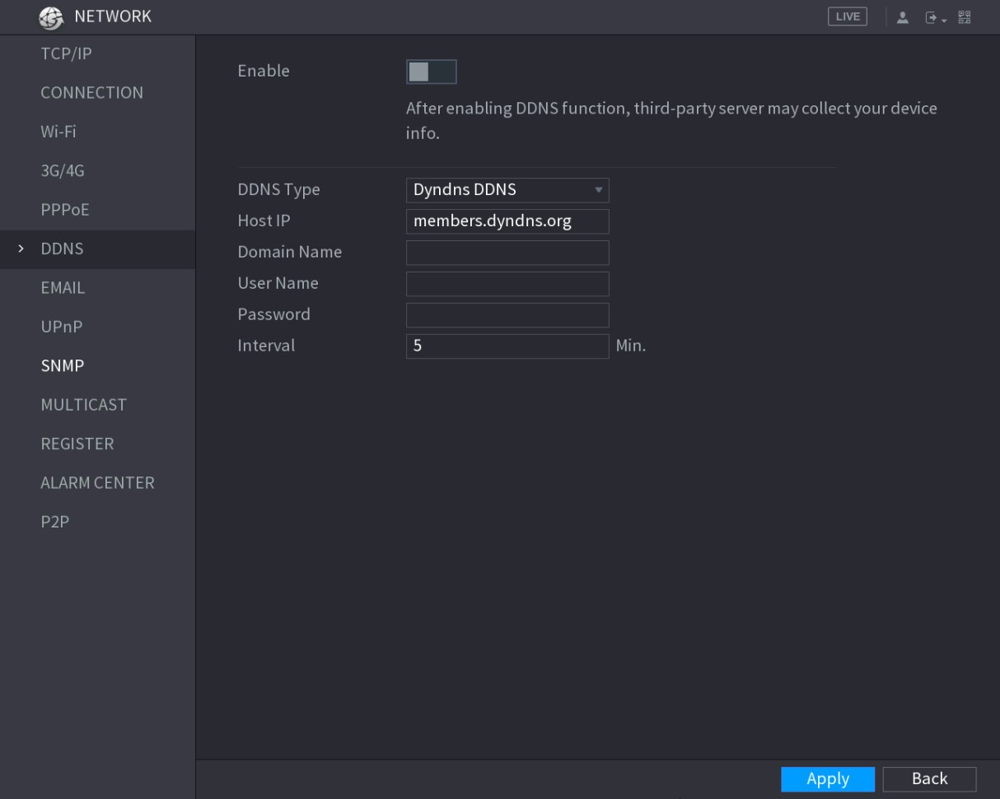 NETWORK
LIVE
TCP/IP
CONNECTION
Wi-Fi
3G/4G
PPPoE
DDNS
EMAIL
UPnP
SNMP
MULTICAST
REGISTER
ALARM CENTER
P2P
Enable
After enabling DDNS function, third-party server may collect your device
info.
DDNS Type Dyndns DDNS
Host IP members.dyndns.org
Domain Name
User Name
Password
Interval 5 Min.
Apply Back